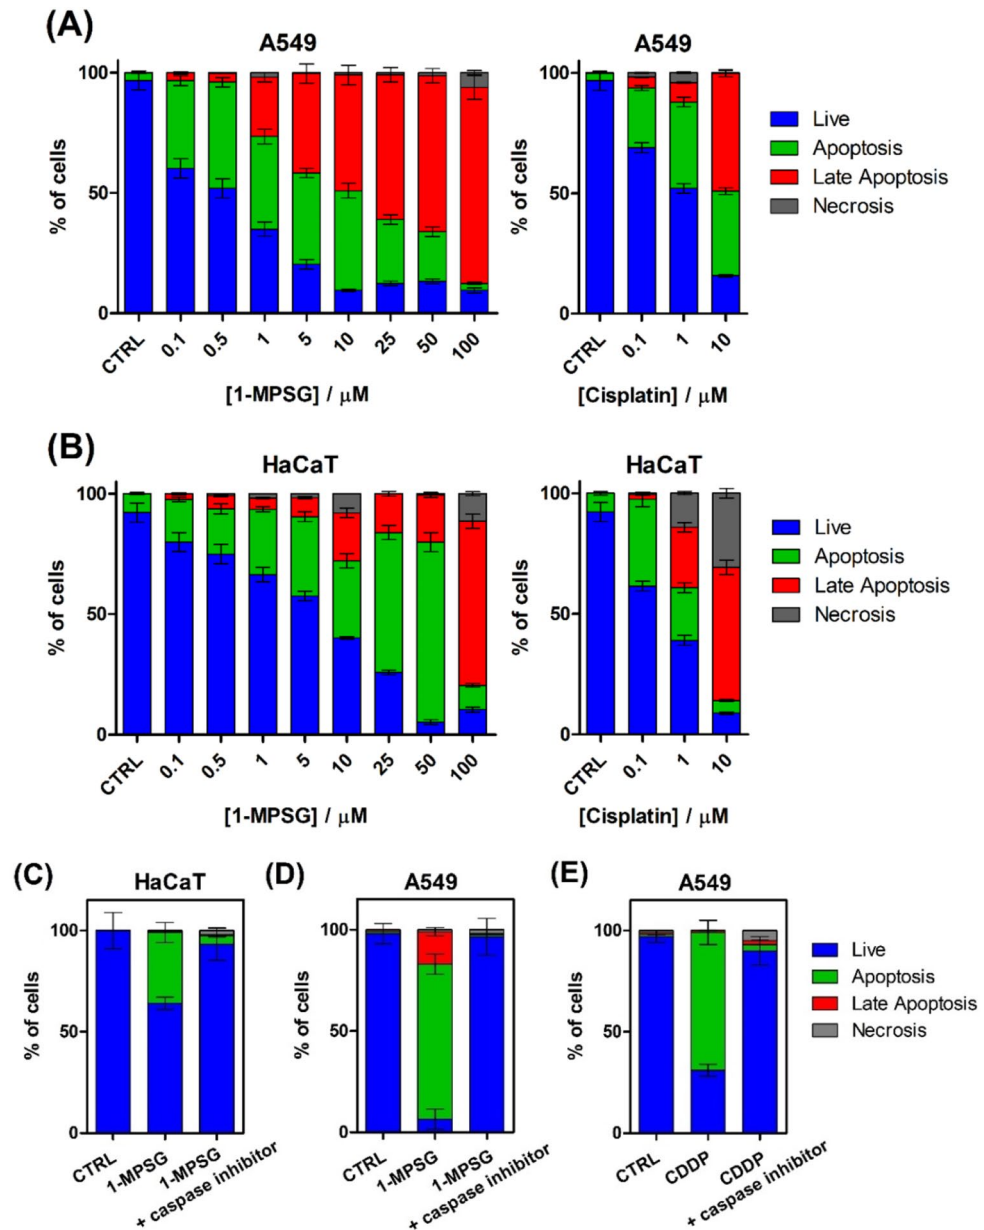 (A)
A549
A549
% of cells
100
50
0
CTRL
0.1
0.5
1
5
10
25
50
100
[1-MPSG] / μM
% of cells
100
50
0
CTRL
0.1
1
10
[Cisplatin] / μM
Live
Apoptosis
Late Apoptosis
Necrosis
(B)
HaCaT
HaCaT
% of cells
100
50
0
CTRL
0.1
0.5
1
5
10
25
50
100
[1-MPSG] / μM
% of cells
100
50
0
CTRL
0.1
1
10
[Cisplatin] / μM
Live
Apoptosis
Late Apoptosis
Necrosis
(C)
HaCaT
% of cells
100
50
0
CTRL
1-MPSG
1-MPSG
+ caspase inhibitor
(D)
A549
% of cells
100
50
0
CTRL
1-MPSG
1-MPSG
+ caspase inhibitor
(E)
A549
% of cells
100
50
0
CTRL
CDDP
CDDP
+ caspase inhibitor
Live
Apoptosis
Late Apoptosis
Necrosis